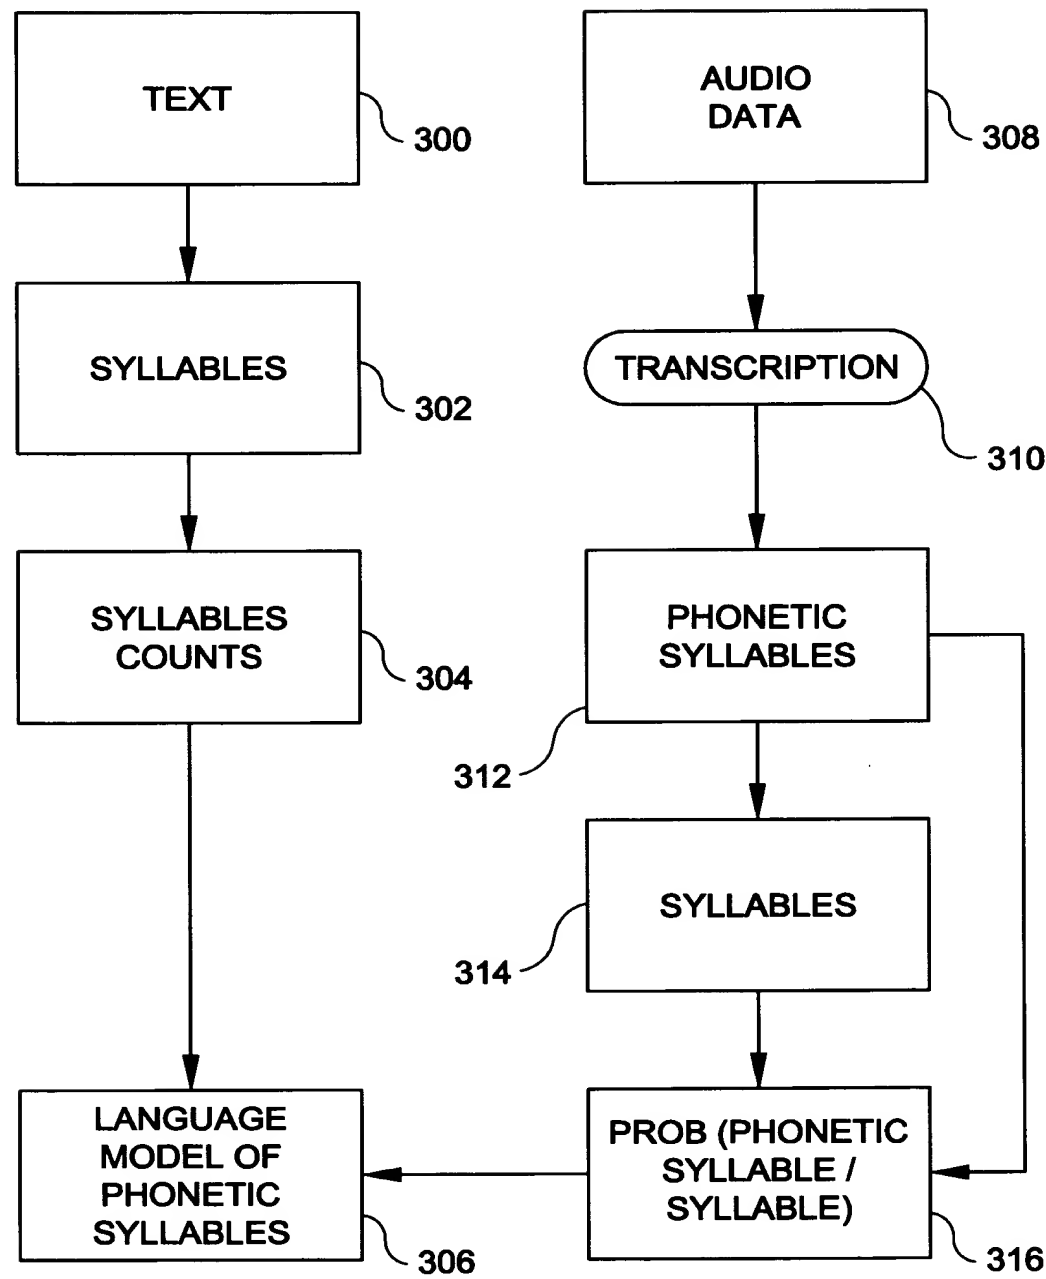 TEXT
300
SYLLABLES
302
SYLLABLES
COUNTS
304
LANGUAGE
MODEL OF
PHONETIC
SYLLABLES
306
AUDIO
DATA
308
TRANSCRIPTION
310
PHONETIC
SYLLABLES
312
SYLLABLES
314
PROB (PHONETIC
SYLLABLE /
SYLLABLE)
316